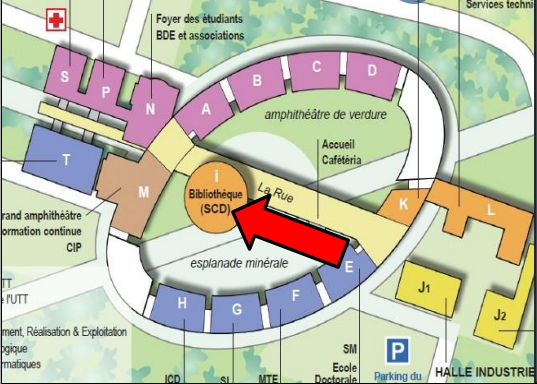 Services techni
Foyer des étudiants
BDE et associations
S
P
N
A
B
C
D
amphithéâtre de verdure
T
M
i
Bibliothèque
(SCD)
La Rue
Accueil
Cafétéria
K
L
rand amphithéâtre
ormation continue
CIP
esplanade minérale
E
J1
J2
H
G
F
TT
e l'UTT
ment, Réalisation & Exploitation
ogique
rmatiques
SM
Ecole
Doctorale
P
Parking du
HALLE INDUSTRIE
ICD
SI
MTE